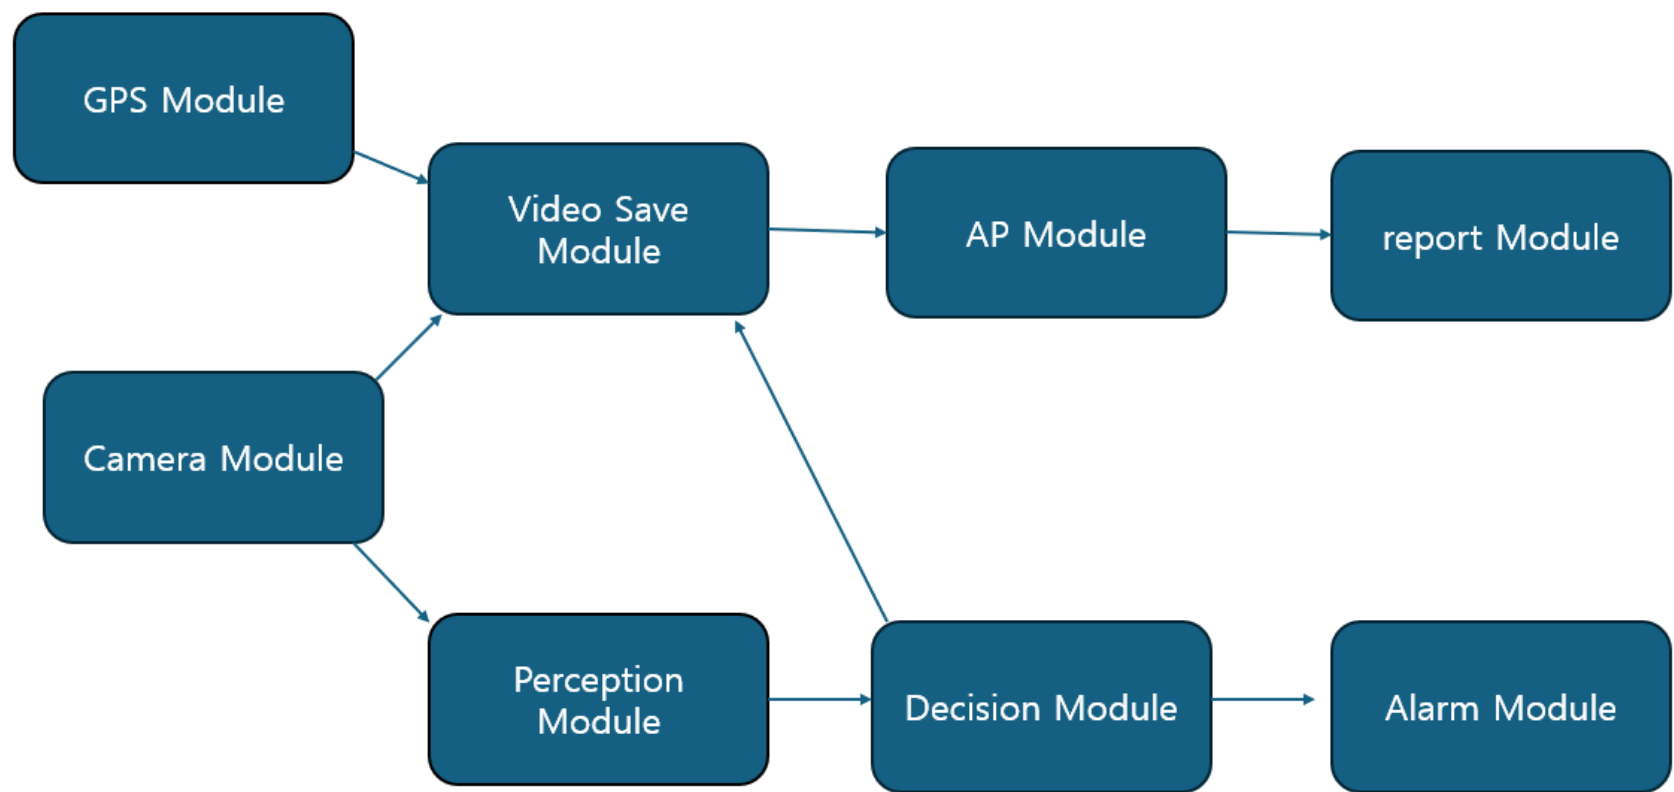 GPS Module
Video Save
Module
AP Module
report Module
Camera Module
Perception
Module
Decision Module
Alarm Module